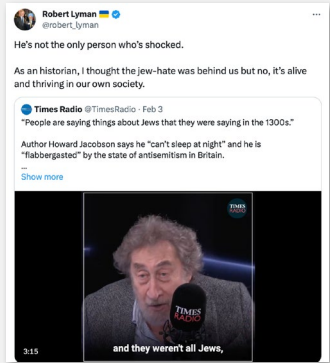 Robert Lyman
@robert_lyman
He's not the only person who's shocked.
As an historian, I thought the jew-hate was behind us but no, it's alive
and thriving in our own society.
Times Radio @TimesRadio · Feb 3
"People are saying things about Jews that they were saying in the 1300s."
Author Howard Jacobson says he "can't sleep at night" and he is
"flabbergasted" by the state of antisemitism in Britain.
...
Show more
TIMES
RADIO
TIMES
RADIO
and they weren't all Jews,
3:15